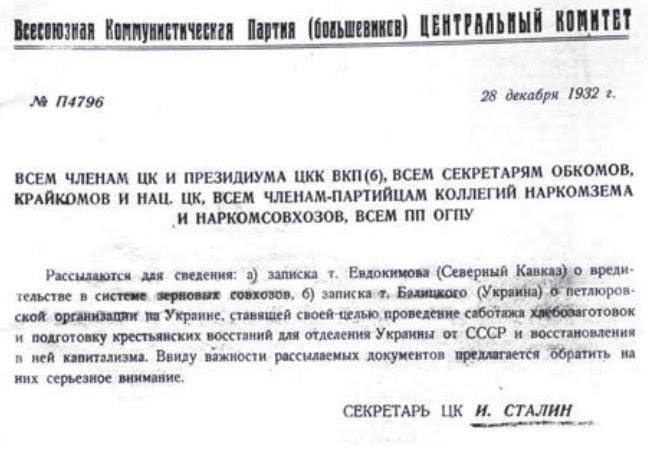 Всесоюзная Коммунистическая Партия (большевиков) ЦЕНТРАЛЬНЫЙ КОМИТЕТ
№ П4796
28 декабря 1932 г.
ВСЕМ ЧЛЕНАМ ЦК И ПРЕЗИДИУМА ЦКК ВКП(б), ВСЕМ СЕКРЕТАРЯМ ОБКОМОВ,
КРАЙКОМОВ И НАЦ. ЦК, ВСЕМ ЧЛЕНАМ-ПАРТИЙЦАМ КОЛЛЕГИЙ НАРКОМЗЕМА
И НАРКОМСОВХОЗОВ, ВСЕМ ПП ОГПУ
Рассылаются для сведения: а) записка т. Евдокимова (Северный Кавказ) о вреди-
тельстве в системе зерновых совхозов, б) записка т. Балицкого (Украина) о петлюров-
ской организации на Украине, ставящей своей целью проведение саботажа хлебозаготовок
и подготовку крестьянских восстаний для отделения Украины от СССР и восстановления
в ней капитализма. Ввиду важности рассылаемых документов предлагается обратить на
них серьезное внимание.
СЕКРЕТАРЬ ЦК И. СТАЛИН